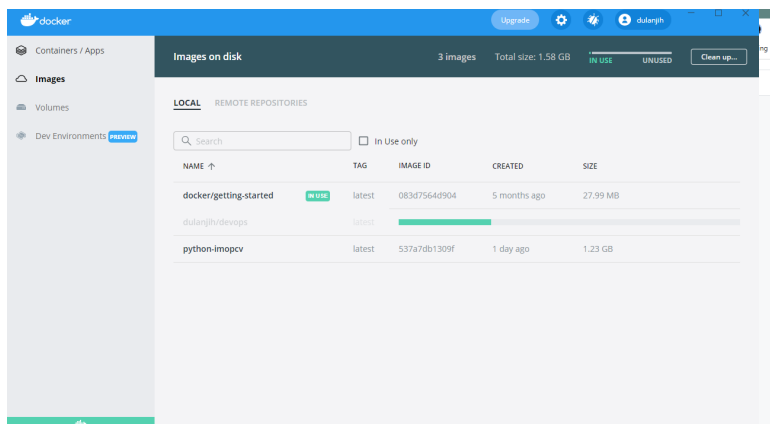 docker
Upgrade
dulanjih
Containers / Apps
Images
Volumes
Dev Environments PREVIEW
Images on disk
3 images
Total size: 1.58 GB
IN USE
UNUSED
Clean up...
LOCAL
REMOTE REPOSITORIES
Search
In Use only
NAME TAG IMAGE ID CREATED SIZE
docker/getting-started IN USE latest 083d7564d904 5 months ago 27.99 MB
dulanjih/devops latest
python-imopcv latest 537a7db1309f 1 day ago 1.23 GB
ng